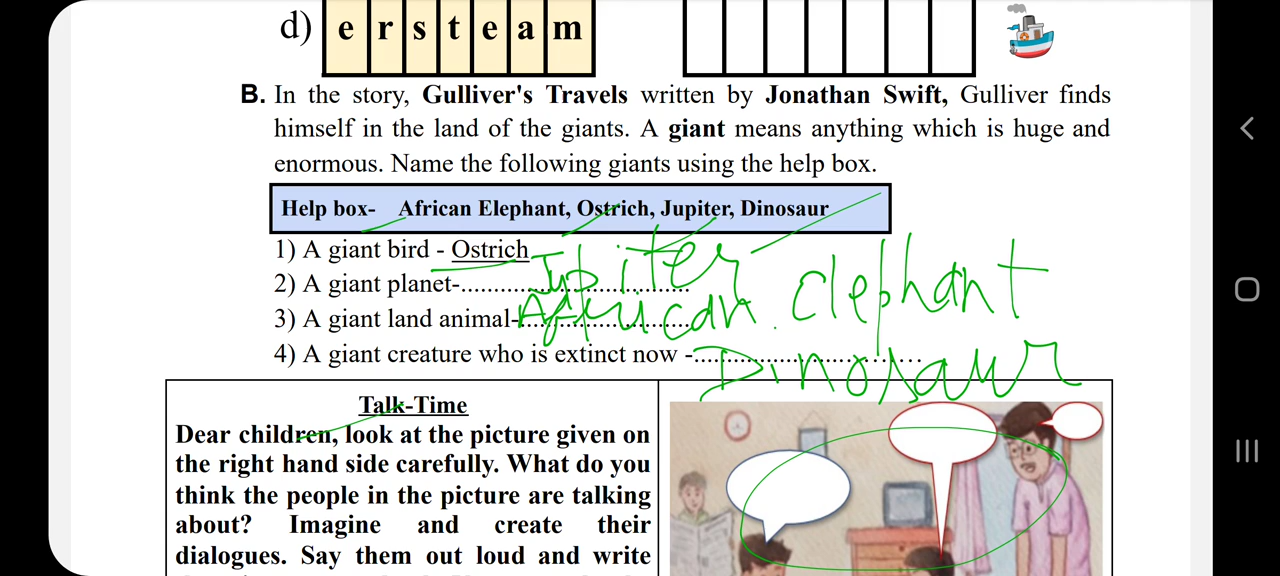 d) e r s t e a m
B. In the story, Gulliver's Travels written by Jonathan Swift, Gulliver finds
himself in the land of the giants. A giant means anything which is huge and
enormous. Name the following giants using the help box.
Help box- African Elephant, Ostrich, Jupiter, Dinosaur
1) A giant bird - Ostrich
2) A giant planet-.................................... Jupiter
3) A giant land animal-............................ African elephant
4) A giant creature who is extinct now -.................................... Dinosaur
Talk-Time
Dear children, look at the picture given on
the right hand side carefully. What do you
think the people in the picture are talking
about? Imagine and create their
dialogues. Say them out loud and write